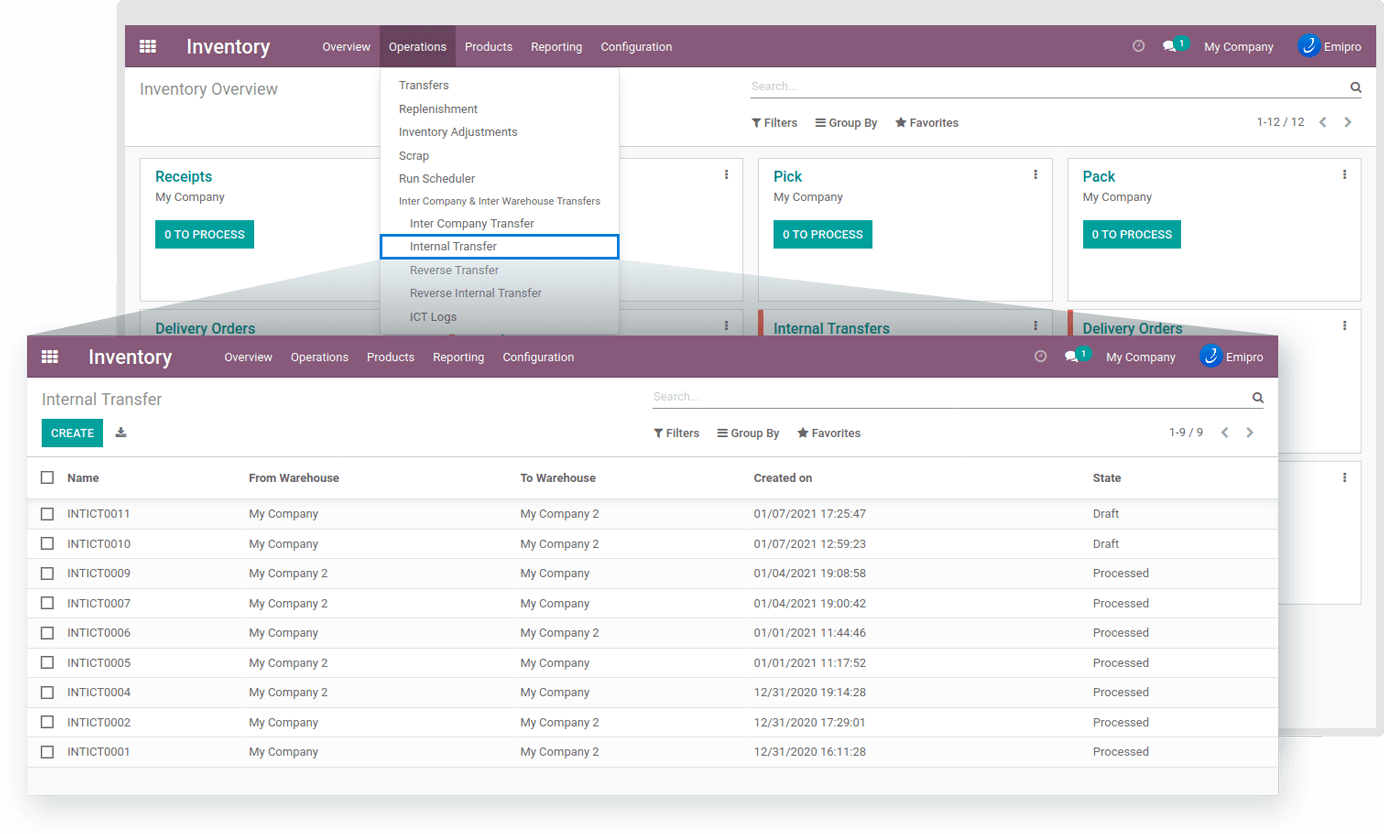 Inventory Overview Operations Products Reporting Configuration 1 My Company Emipro
Inventory Overview
Search...
Filters Group By Favorites 1-12 / 12
Transfers
Replenishment
Inventory Adjustments
Scrap
Run Scheduler
Inter Company & Inter Warehouse Transfers
Inter Company Transfer
Internal Transfer
Reverse Transfer
Reverse Internal Transfer
ICT Logs
Receipts
My Company
0 TO PROCESS
Pick
My Company
0 TO PROCESS
Pack
My Company
0 TO PROCESS
Delivery Orders
Internal Transfers
Delivery Orders
Inventory Overview Operations Products Reporting Configuration 1 My Company Emipro
Internal Transfer
Search...
CREATE
Filters Group By Favorites 1-9 / 9
Name From Warehouse To Warehouse Created on State
INTICT0011 My Company My Company 2 01/07/2021 17:25:47 Draft
INTICT0010 My Company My Company 2 01/07/2021 12:59:23 Draft
INTICT0009 My Company 2 My Company 01/04/2021 19:08:58 Processed
INTICT0007 My Company 2 My Company 01/04/2021 19:00:42 Processed
INTICT0006 My Company My Company 2 01/01/2021 11:44:46 Processed
INTICT0005 My Company 2 My Company 01/01/2021 11:17:52 Processed
INTICT0004 My Company 2 My Company 12/31/2020 19:14:28 Processed
INTICT0002 My Company My Company 2 12/31/2020 17:29:01 Processed
INTICT0001 My Company My Company 2 12/31/2020 16:11:28 Processed